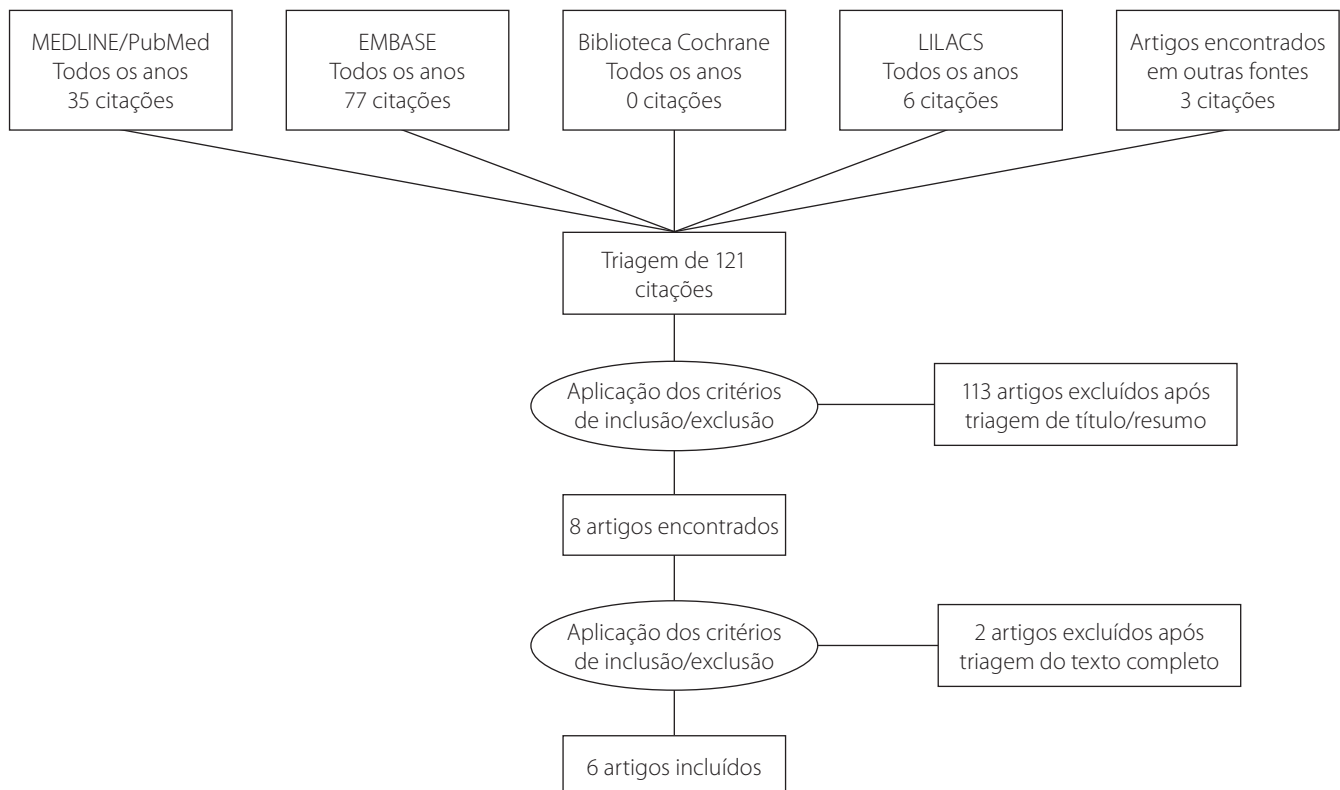 MEDLINE/PubMed
Todos os anos
35 citações
EMBASE
Todos os anos
77 citações
Biblioteca Cochrane
Todos os anos
0 citações
LILACS
Todos os anos
6 citações
Artigos encontrados
em outras fontes
3 citações
Triagem de 121
citações
Aplicação dos critérios
de inclusão/exclusão
113 artigos excluídos após
triagem de título/resumo
8 artigos encontrados
Aplicação dos critérios
de inclusão/exclusão
2 artigos excluídos após
triagem do texto completo
6 artigos incluídos